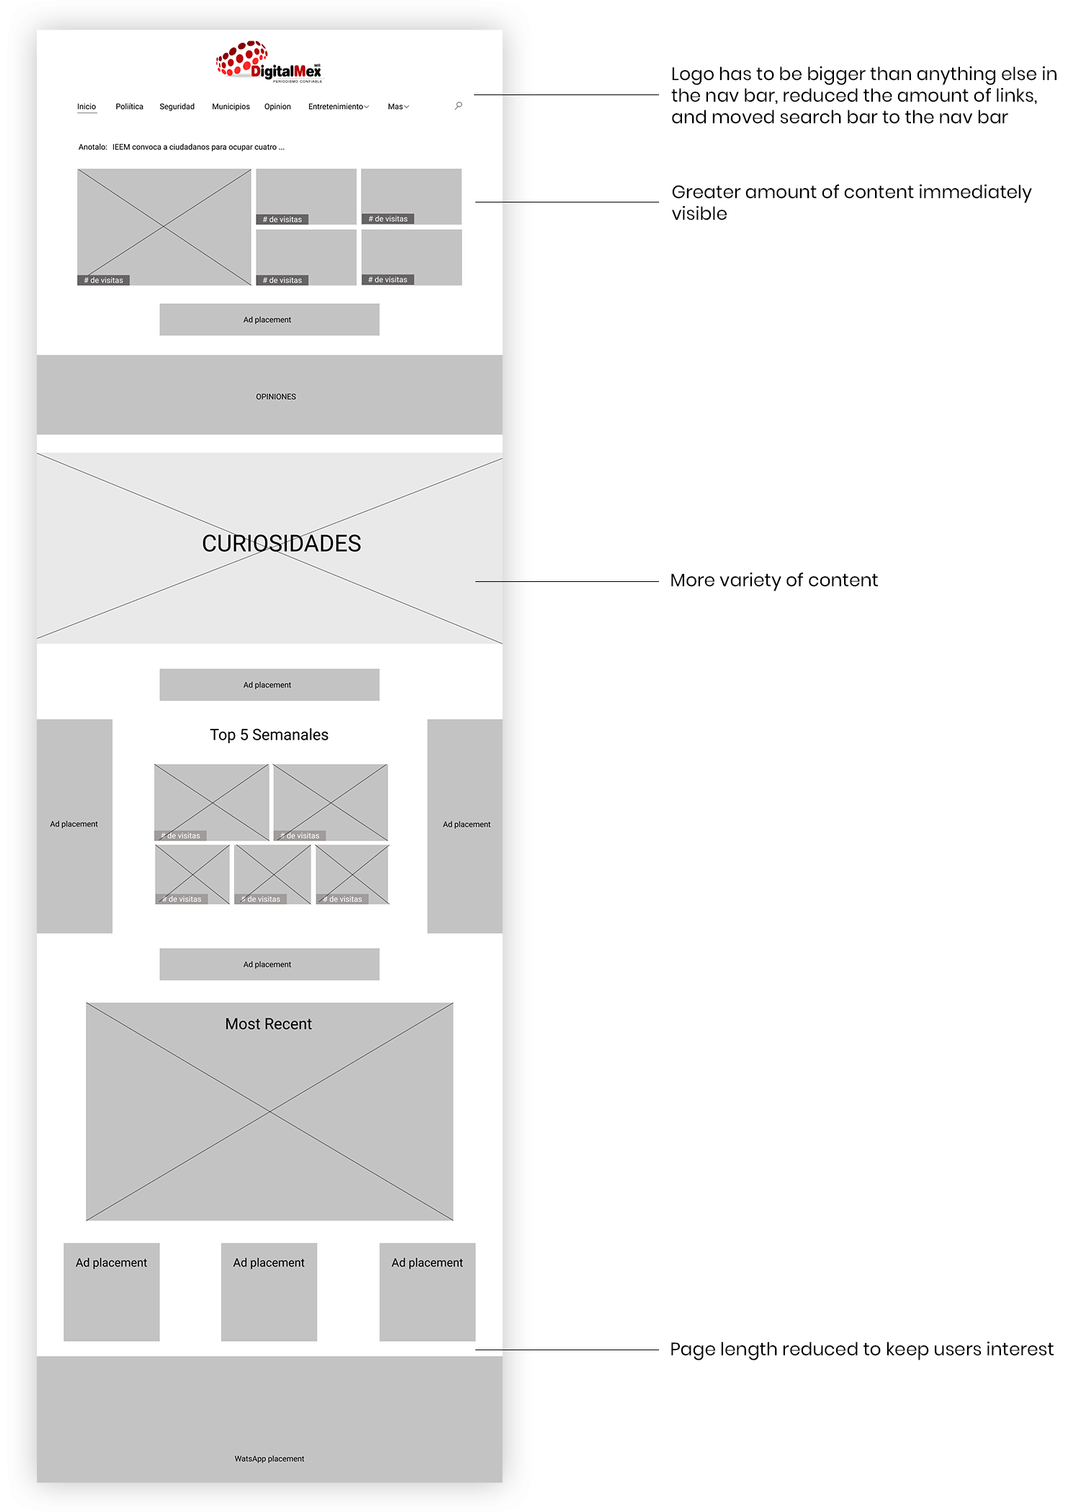 DigitalMex MR
PERIODISMO CONFIABLE
Inicio Poliitica Seguridad Municipios Opinion Entretenimiento Mas
Anotalo: IEEM convoca a ciudadanos para ocupar cuatro ...
# de visitas
# de visitas
# de visitas
# de visitas
# de visitas
Ad placement
OPINIONES
CURIOSIDADES
Ad placement
Top 5 Semanales
Ad placement
# de visitas
# de visitas
# de visitas
# de visitas
# de visitas
Ad placement
Ad placement
Most Recent
Ad placement
Ad placement
Ad placement
WatsApp placement
Logo has to be bigger than anything else in
the nav bar, reduced the amount of links,
and moved search bar to the nav bar
Greater amount of content immediately
visible
More variety of content
Page length reduced to keep users interest